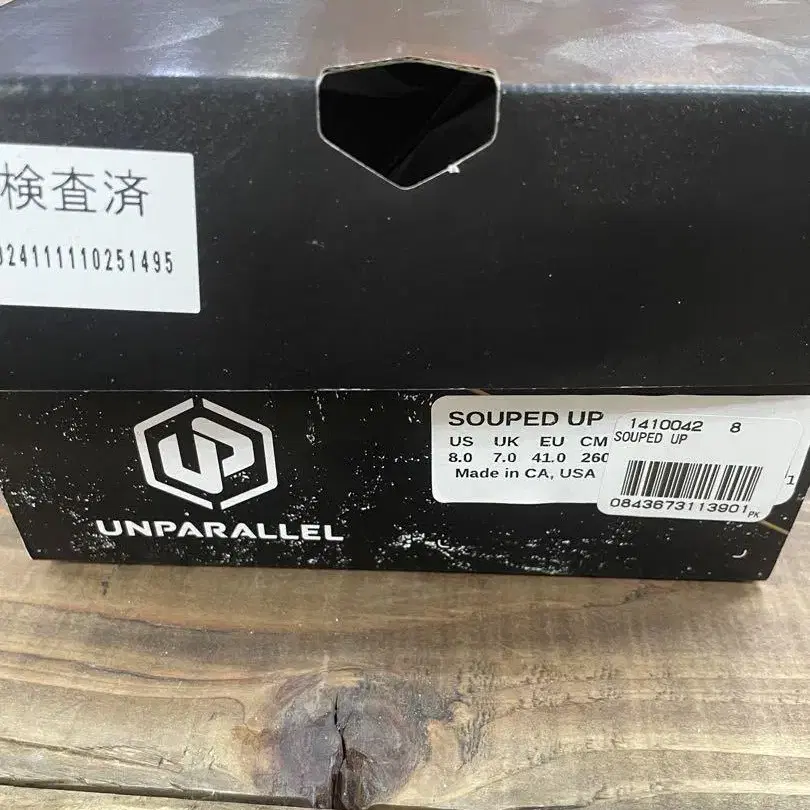 検査済
024111110251495
UNPARALLEL
SOUPED UP
US UK EU CM
8.0 7.0 41.0 260
Made in CA, USA
1410042 8
SOUPED UP
0843673113901 PK